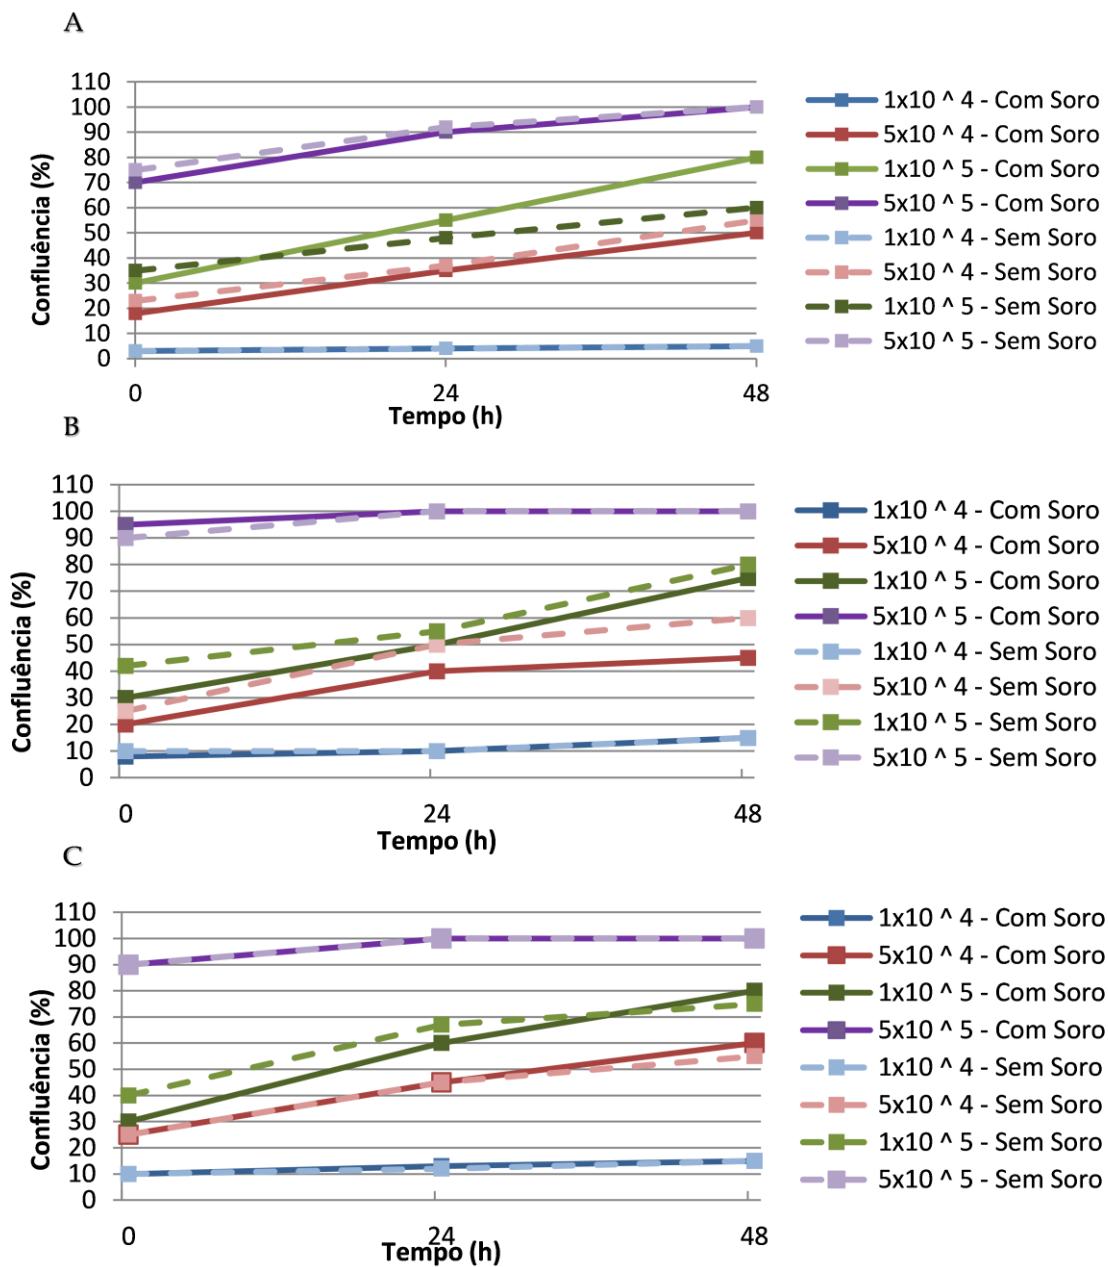 A
110
100
90
80
70
60
50
40
30
20
10
0
Confluência (%)
0 24 48
Tempo (h)
1x10 ^ 4 - Com Soro
5x10 ^ 4 - Com Soro
1x10 ^ 5 - Com Soro
5x10 ^ 5 - Com Soro
1x10 ^ 4 - Sem Soro
5x10 ^ 4 - Sem Soro
1x10 ^ 5 - Sem Soro
5x10 ^ 5 - Sem Soro
B
110
100
90
80
70
60
50
40
30
20
10
0
Confluência (%)
0 24 48
Tempo (h)
1x10 ^ 4 - Com Soro
5x10 ^ 4 - Com Soro
1x10 ^ 5 - Com Soro
5x10 ^ 5 - Com Soro
1x10 ^ 4 - Sem Soro
5x10 ^ 4 - Sem Soro
1x10 ^ 5 - Sem Soro
5x10 ^ 5 - Sem Soro
C
110
100
90
80
70
60
50
40
30
20
10
0
Confluência (%)
0 24 48
Tempo (h)
1x10 ^ 4 - Com Soro
5x10 ^ 4 - Com Soro
1x10 ^ 5 - Com Soro
5x10 ^ 5 - Com Soro
1x10 ^ 4 - Sem Soro
5x10 ^ 4 - Sem Soro
1x10 ^ 5 - Sem Soro
5x10 ^ 5 - Sem Soro